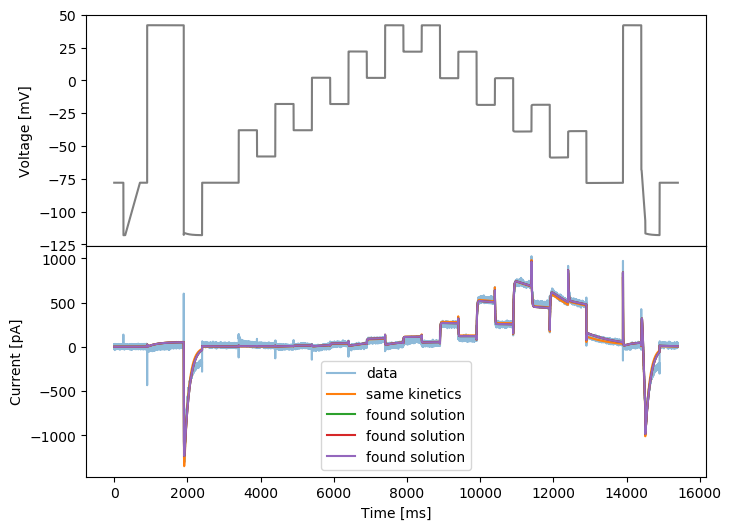 50
25
0
−25
−50
−75
−100
−125
Voltage [mV]
1000
500
0
−500
−1000
Current [pA]
data
same kinetics
found solution
found solution
found solution
0 2000 4000 6000 8000 10000 12000 14000 16000
Time [ms]